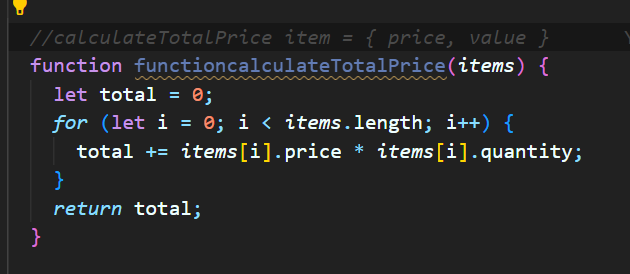 //calculateTotalPrice item = { price, value }
function functioncalculateTotalPrice(items) {
  let total = 0;
  for (let i = 0; i < items.length; i++) {
    total += items[i].price * items[i].quantity;
  }
  return total;
}